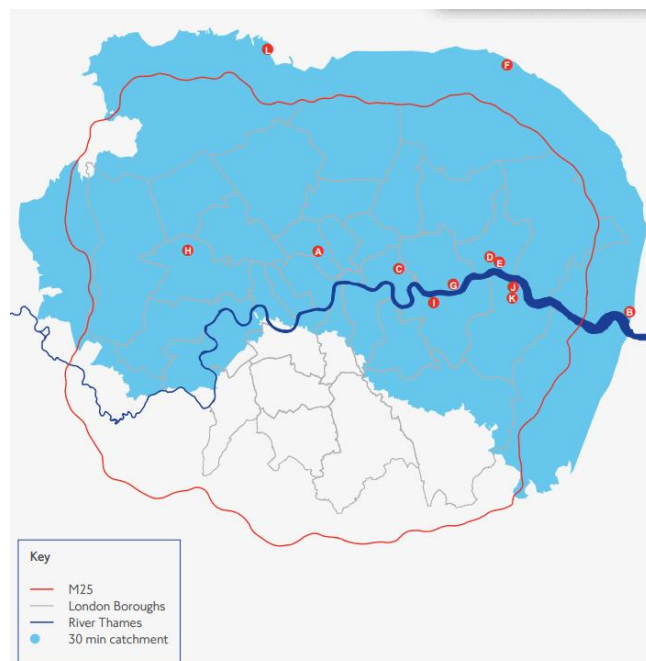 L
F
H
A
D
E
C
G
J
I
K
B
Key
M25
London Boroughs
River Thames
30 min catchment